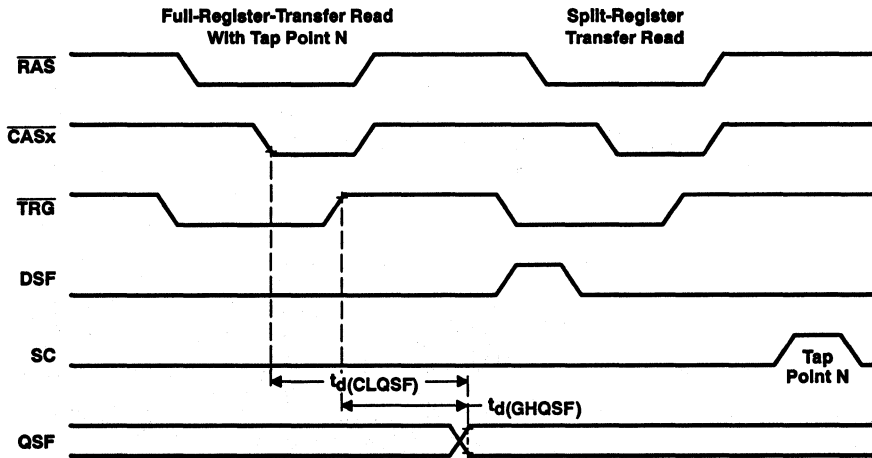 Full-Register-Transfer Read
With Tap Point N
Split-Register
Transfer Read
RAS
CASx
TRG
DSF
SC
Tap
Point N
td(CLQSF)
td(GHQSF)
QSF